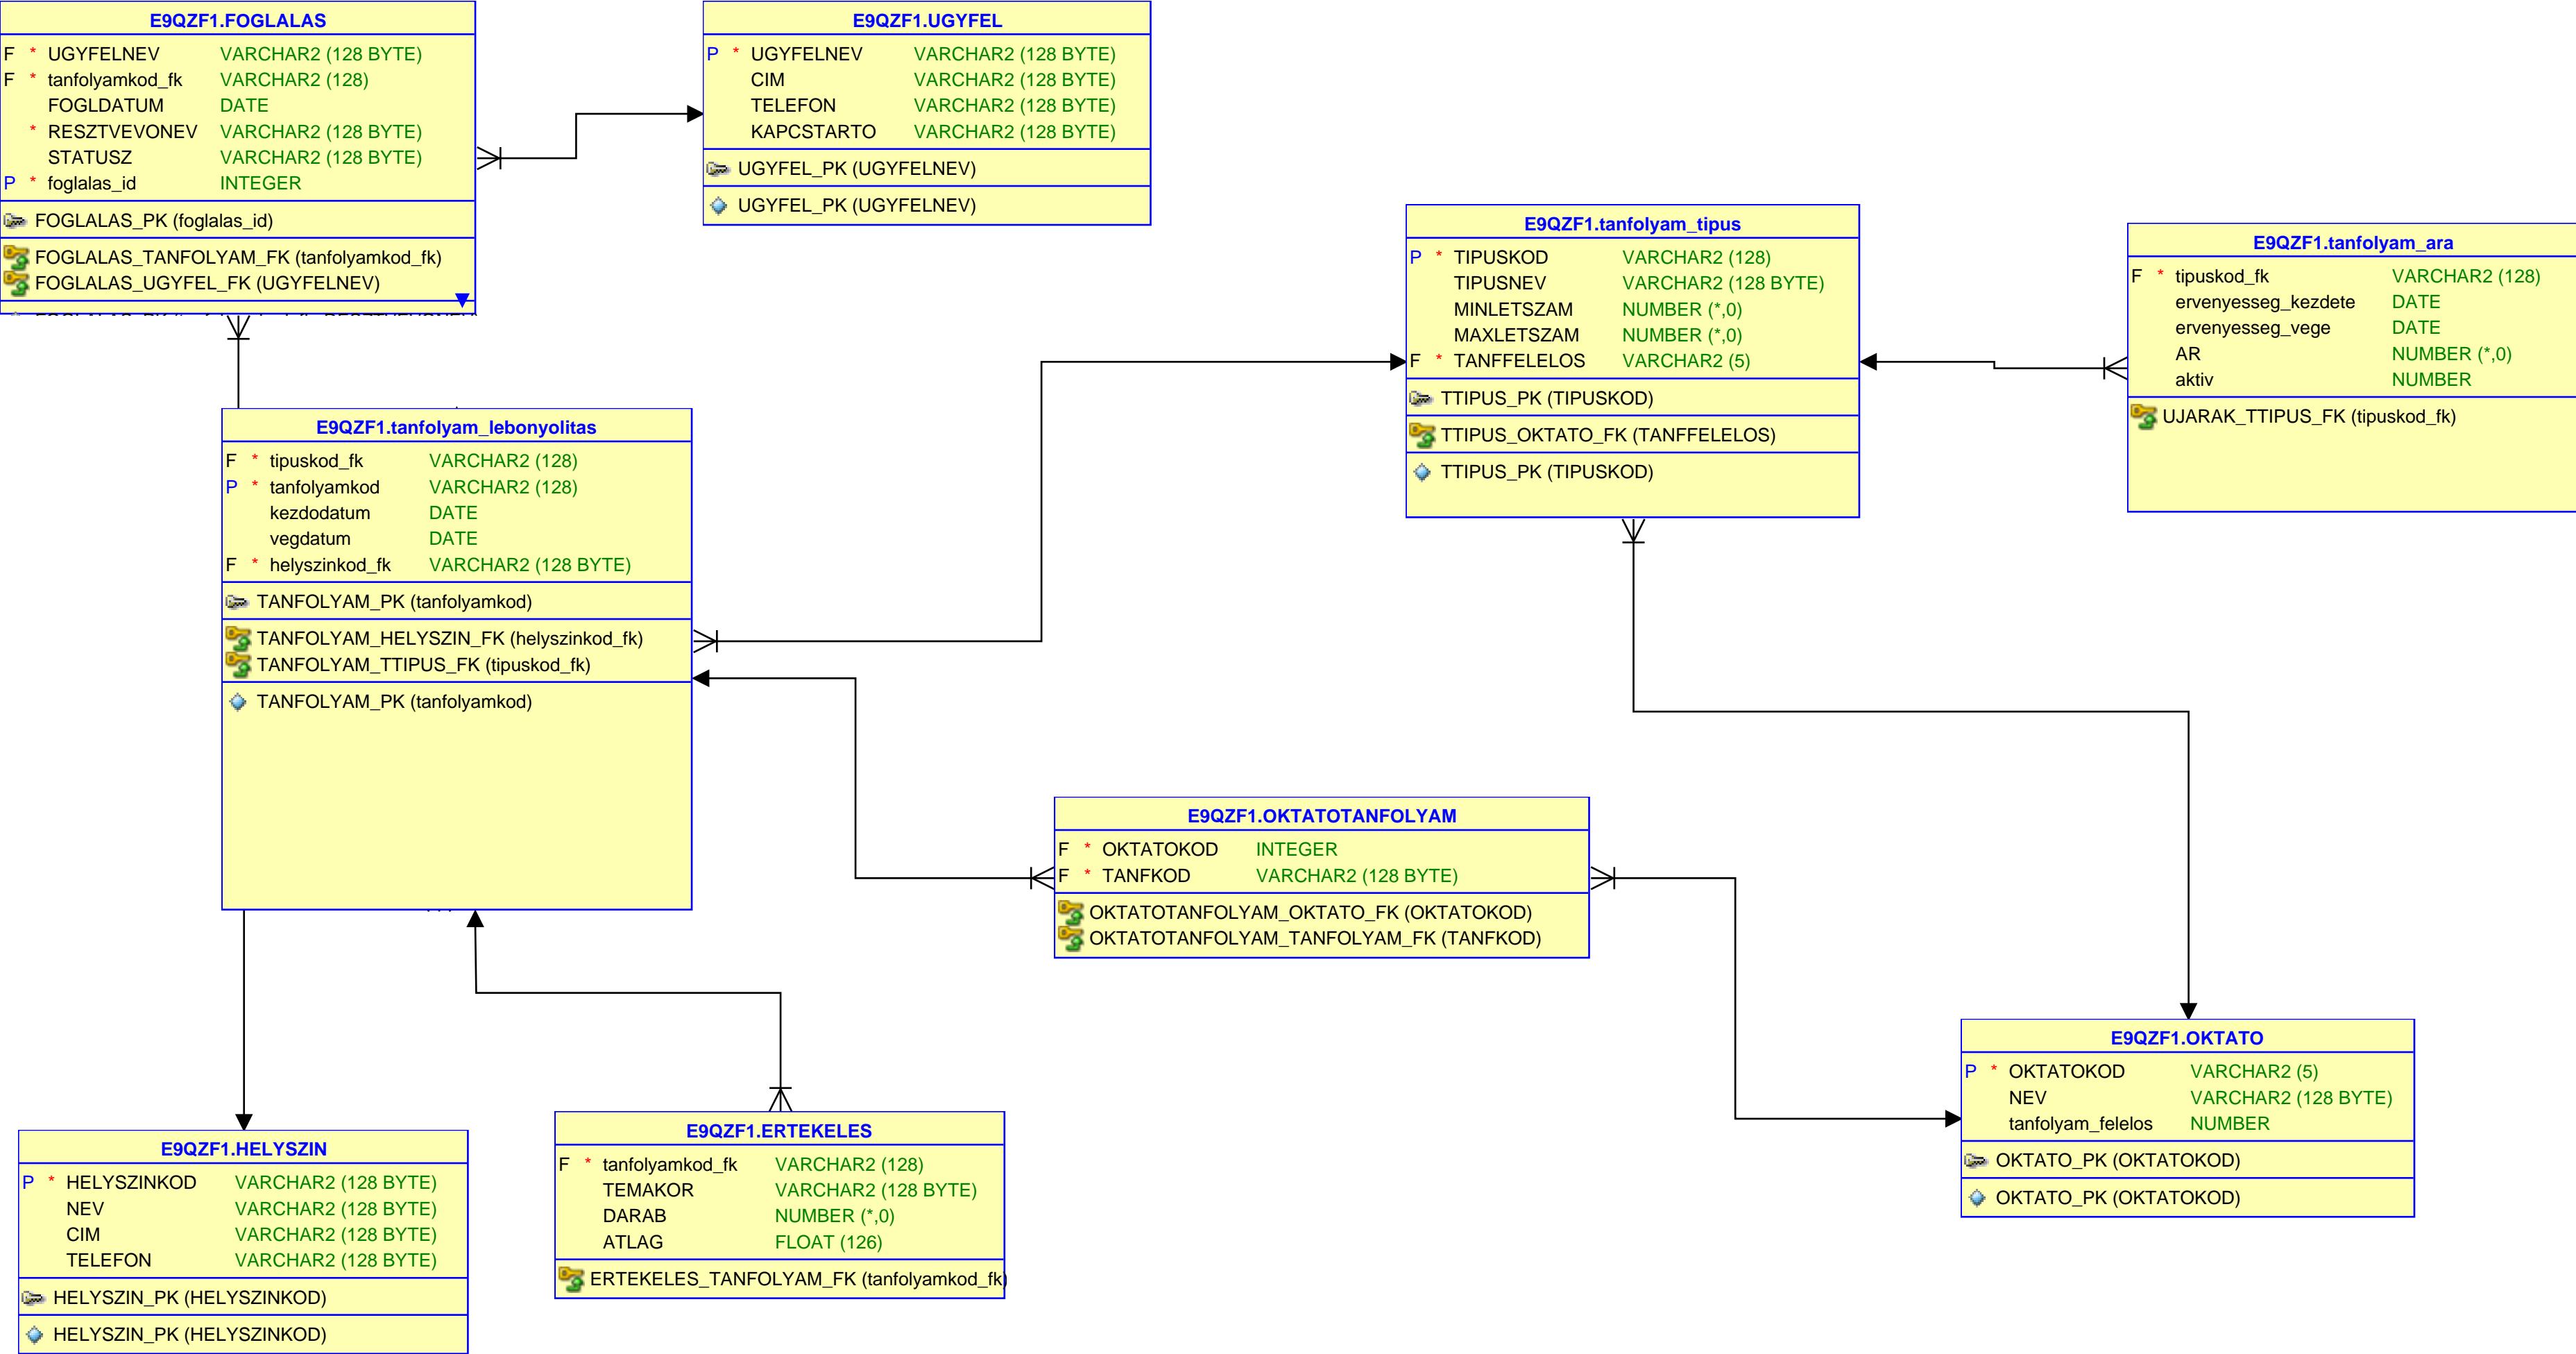 E9QZF1.FOGLALAS
F * UGYFELNEV VARCHAR2 (128 BYTE)
F * tanfolyamkod_fk VARCHAR2 (128)
FOGLDATUM DATE
* RESZTVEVONEV VARCHAR2 (128 BYTE)
STATUSZ VARCHAR2 (128 BYTE)
P * foglalas_id INTEGER
FOGLALAS_PK (foglalas_id)
FOGLALAS_TANFOLYAM_FK (tanfolyamkod_fk)
FOGLALAS_UGYFEL_FK (UGYFELNEV)
E9QZF1.UGYFEL
P * UGYFELNEV VARCHAR2 (128 BYTE)
CIM VARCHAR2 (128 BYTE)
TELEFON VARCHAR2 (128 BYTE)
KAPCSTARTO VARCHAR2 (128 BYTE)
UGYFEL_PK (UGYFELNEV)
UGYFEL_PK (UGYFELNEV)
E9QZF1.tanfolyam_tipus
P * TIPUSKOD VARCHAR2 (128)
TIPUSNEV VARCHAR2 (128 BYTE)
MINLETSZAM NUMBER (*,0)
MAXLETSZAM NUMBER (*,0)
F * TANFFELELOS VARCHAR2 (5)
TTIPUS_PK (TIPUSKOD)
TTIPUS_OKTATO_FK (TANFFELELOS)
TTIPUS_PK (TIPUSKOD)
E9QZF1.tanfolyam_ara
F * tipuskod_fk VARCHAR2 (128)
ervenyesseg_kezdete DATE
ervenyesseg_vege DATE
AR NUMBER (*,0)
aktiv NUMBER
UJARAK_TTIPUS_FK (tipuskod_fk)
E9QZF1.tanfolyam_lebonyolitas
F * tipuskod_fk VARCHAR2 (128)
P * tanfolyamkod VARCHAR2 (128)
kezdodatum DATE
vegdatum DATE
F * helyszinkod_fk VARCHAR2 (128 BYTE)
TANFOLYAM_PK (tanfolyamkod)
TANFOLYAM_HELYSZIN_FK (helyszinkod_fk)
TANFOLYAM_TTIPUS_FK (tipuskod_fk)
TANFOLYAM_PK (tanfolyamkod)
E9QZF1.OKTATOTANFOLYAM
F * OKTATOKOD INTEGER
F * TANFKOD VARCHAR2 (128 BYTE)
OKTATOTANFOLYAM_OKTATO_FK (OKTATOKOD)
OKTATOTANFOLYAM_TANFOLYAM_FK (TANFKOD)
E9QZF1.OKTATO
P * OKTATOKOD VARCHAR2 (5)
NEV VARCHAR2 (128 BYTE)
tanfolyam_felelos NUMBER
OKTATO_PK (OKTATOKOD)
OKTATO_PK (OKTATOKOD)
E9QZF1.HELYSZIN
P * HELYSZINKOD VARCHAR2 (128 BYTE)
NEV VARCHAR2 (128 BYTE)
CIM VARCHAR2 (128 BYTE)
TELEFON VARCHAR2 (128 BYTE)
HELYSZIN_PK (HELYSZINKOD)
HELYSZIN_PK (HELYSZINKOD)
E9QZF1.ERTEKELES
F * tanfolyamkod_fk VARCHAR2 (128)
TEMAKOR VARCHAR2 (128 BYTE)
DARAB NUMBER (*,0)
ATLAG FLOAT (126)
ERTEKELES_TANFOLYAM_FK (tanfolyamkod_fk)